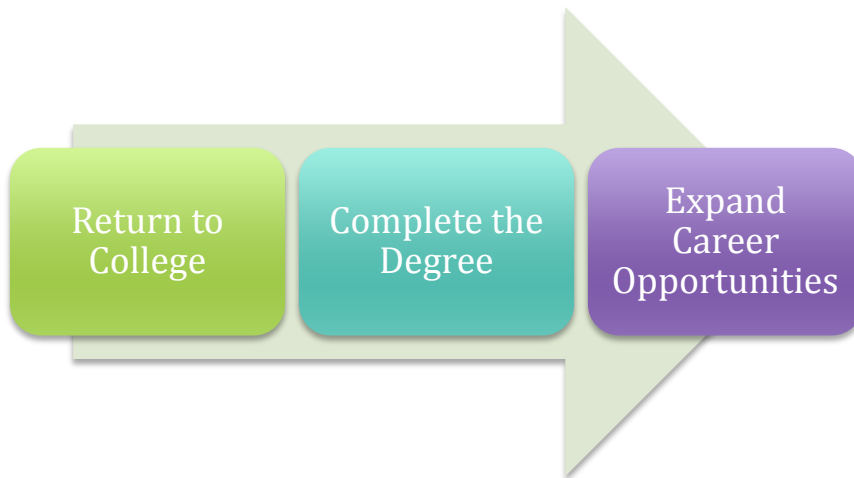 Return to
College
Complete the
Degree
Expand
Career
Opportunities